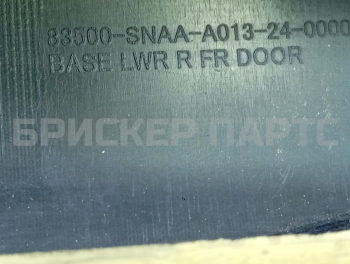 83500-SNAA-A013-24-0000
BASE LWR R FR DOOR
БРИСКЕР ПАРТС